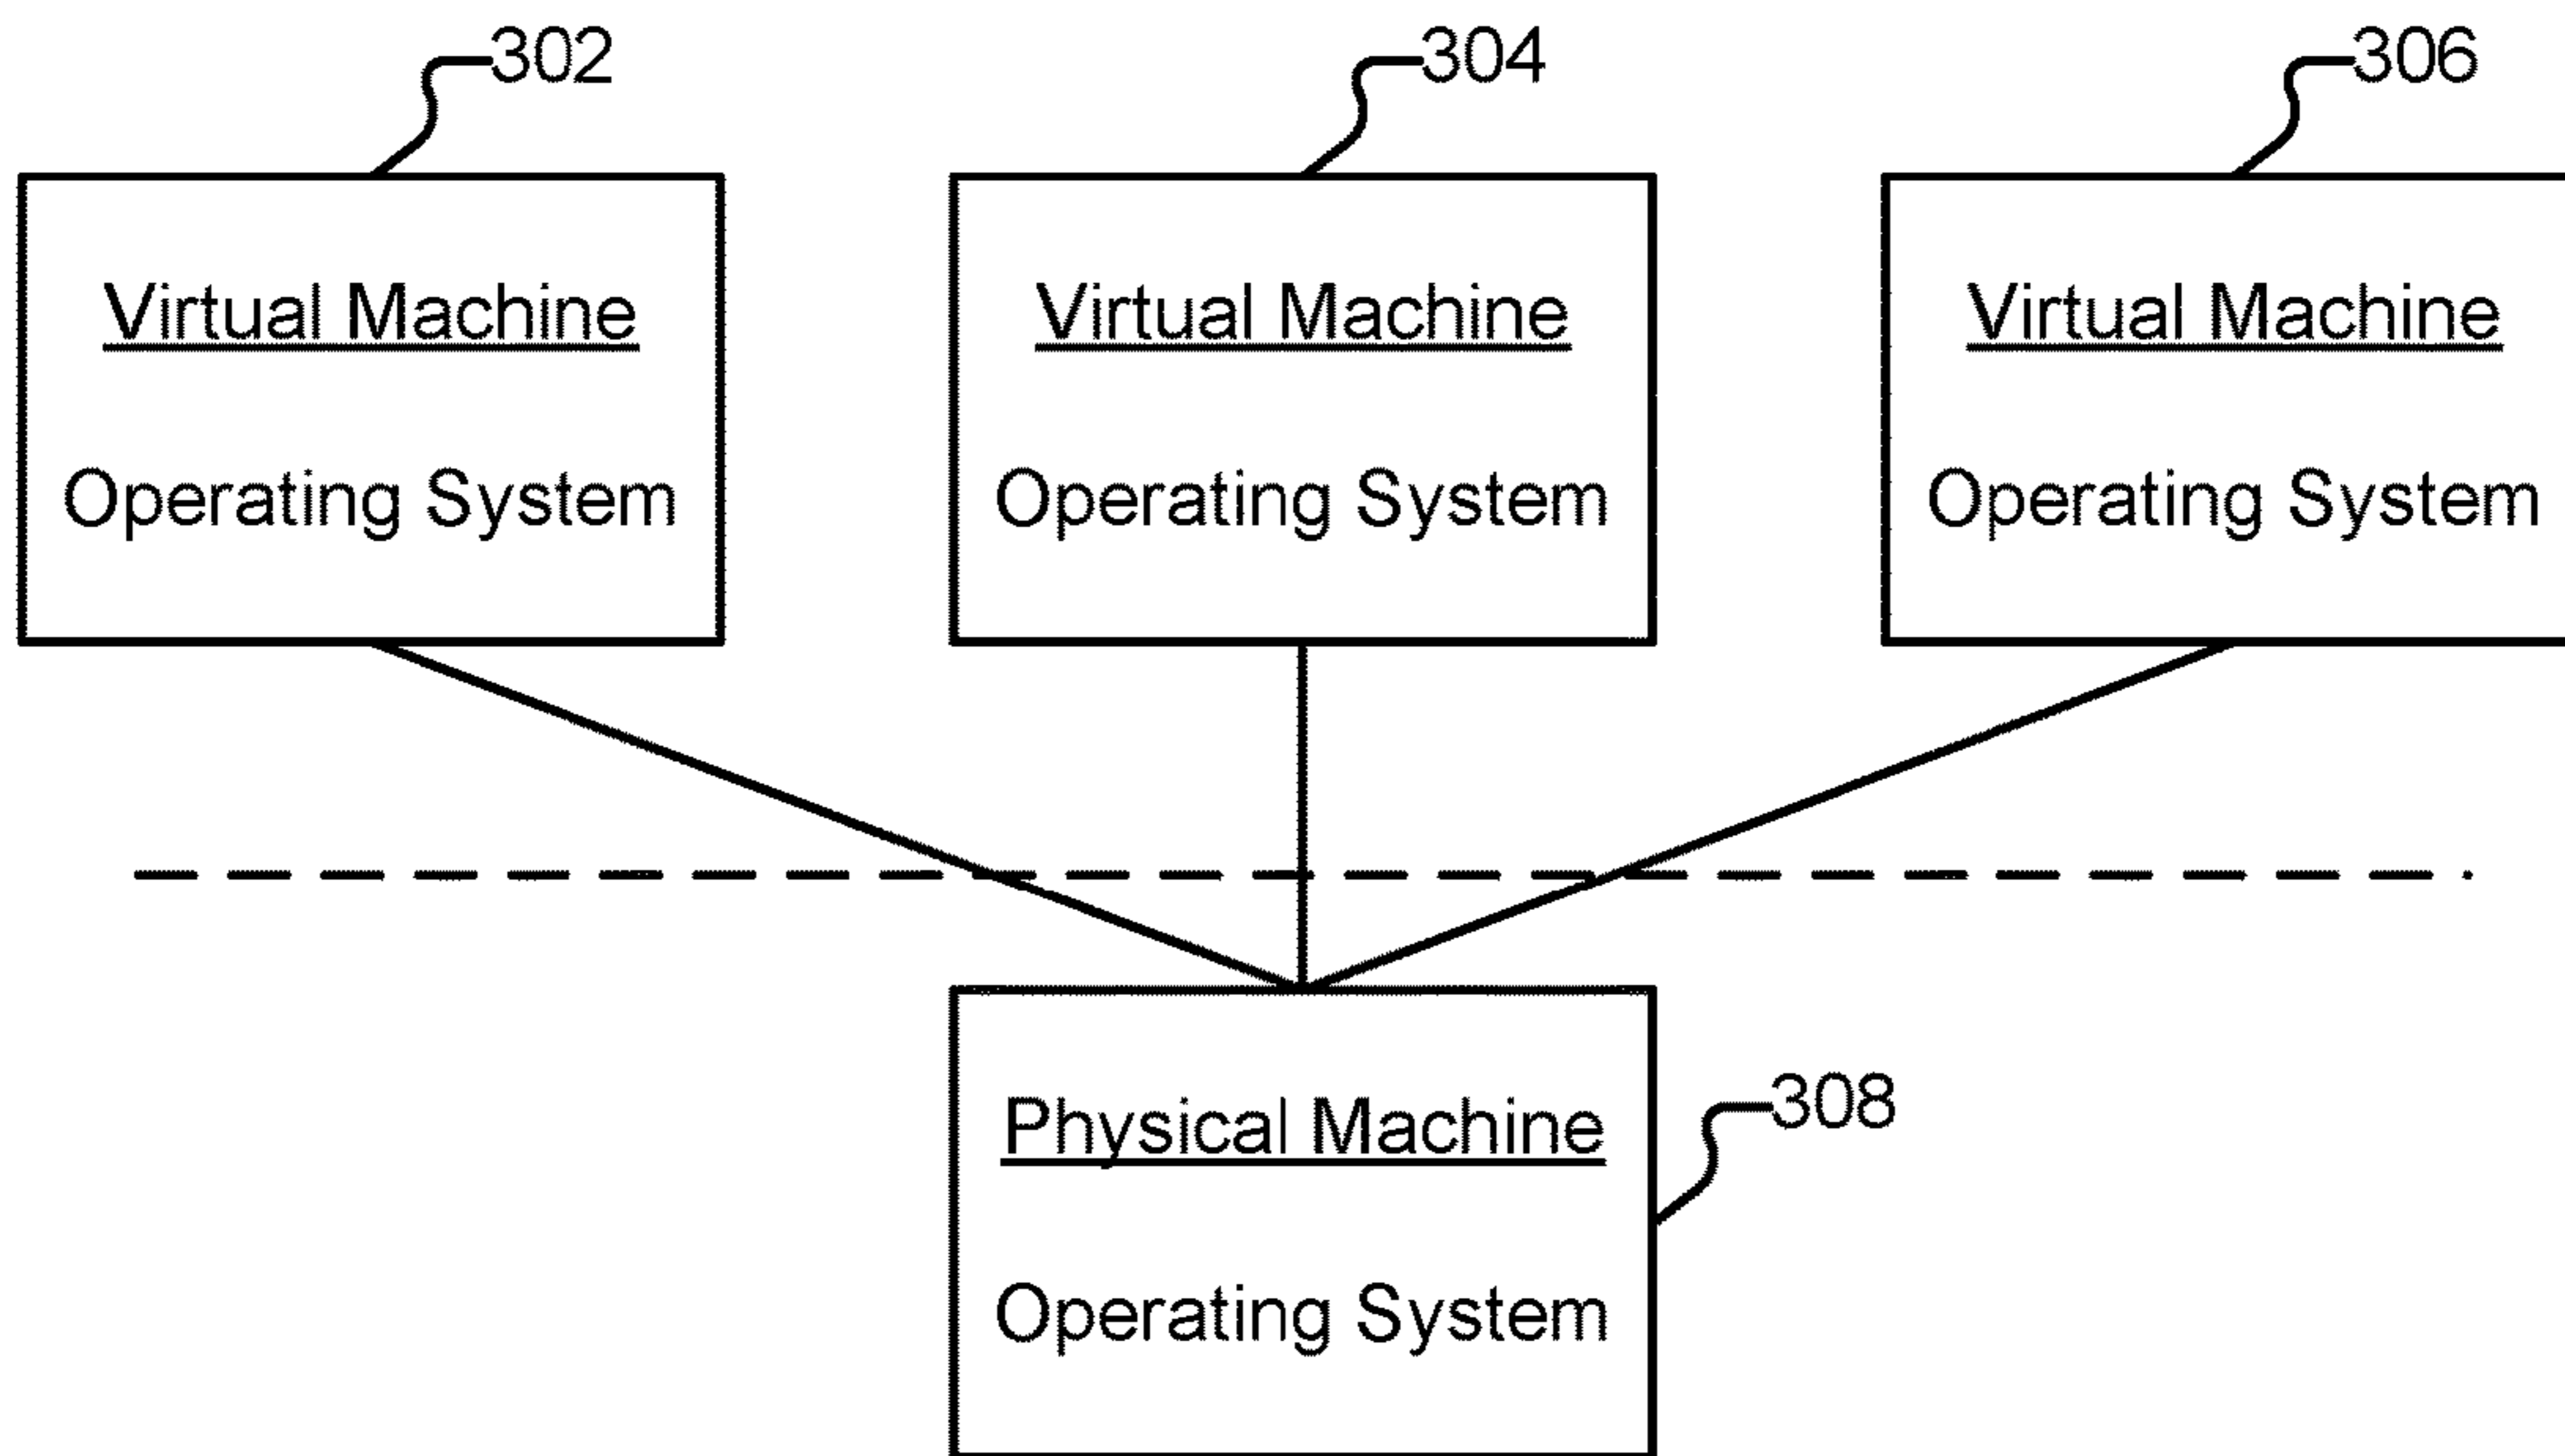 302
304
306
Virtual Machine
Operating System
Virtual Machine
Operating System
Virtual Machine
Operating System
308
Physical Machine
Operating System